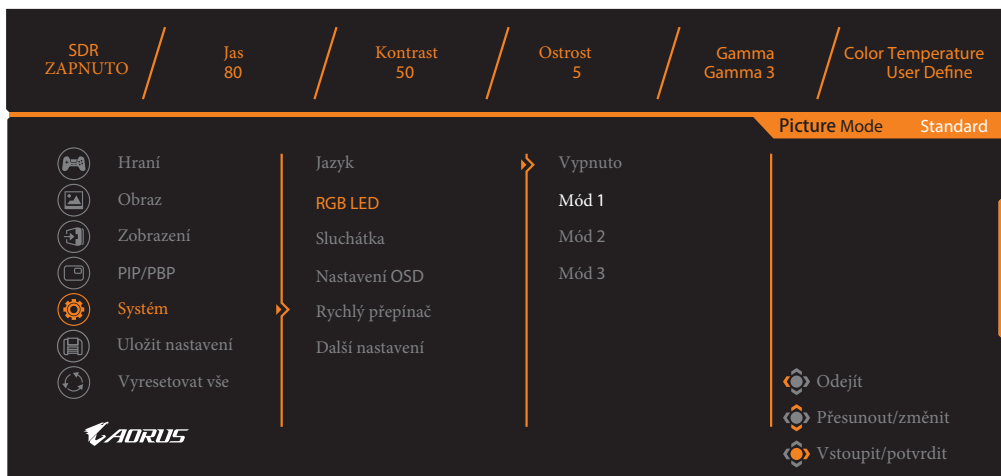 SDR
ZAPNUTO
Jas
80
Kontrast
50
Ostrost
5
Gamma
Gamma 3
Color Temperature
User Define
Picture Mode Standard
Hraní
Obraz
Zobrazení
PIP/PBP
Systém
Uložit nastavení
Vyresetovat vše
Jazyk
RGB LED
Sluchátka
Nastavení OSD
Rychlý přepínač
Další nastavení
Vypnuto
Mód 1
Mód 2
Mód 3
Odejít
Přesunout/změnit
Vstoupit/potvrdit
AORUS